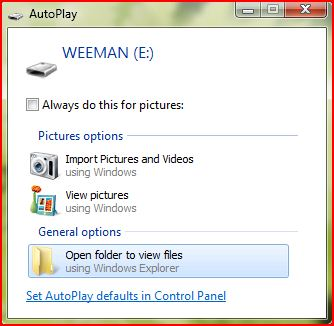 AutoPlay
WEEMAN (E:)
Always do this for pictures:
Pictures options
Import Pictures and Videos
using Windows
View pictures
using Windows
General options
Open folder to view files
using Windows Explorer
Set AutoPlay defaults in Control Panel